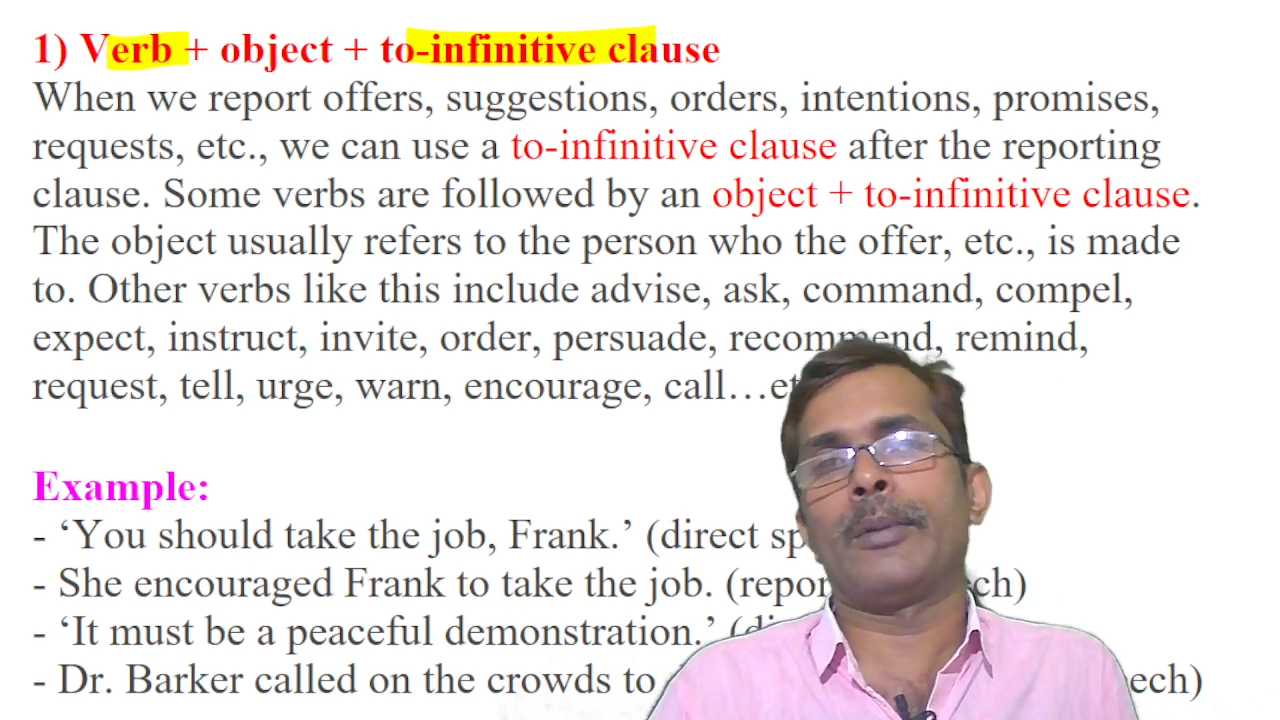 1) Verb + object + to-infinitive clause
When we report offers, suggestions, orders, intentions, promises,
requests, etc., we can use a to-infinitive clause after the reporting
clause. Some verbs are followed by an object + to-infinitive clause.
The object usually refers to the person who the offer, etc., is made
to. Other verbs like this include advise, ask, command, compel,
expect, instruct, invite, order, persuade, recommend, remind,
request, tell, urge, warn, encourage, call…
Example:
- ‘You should take the job, Frank.’ (direct
- She encouraged Frank to take the job.
- ‘It must be a peaceful demonstration.’
- Dr. Barker called on the crowds to